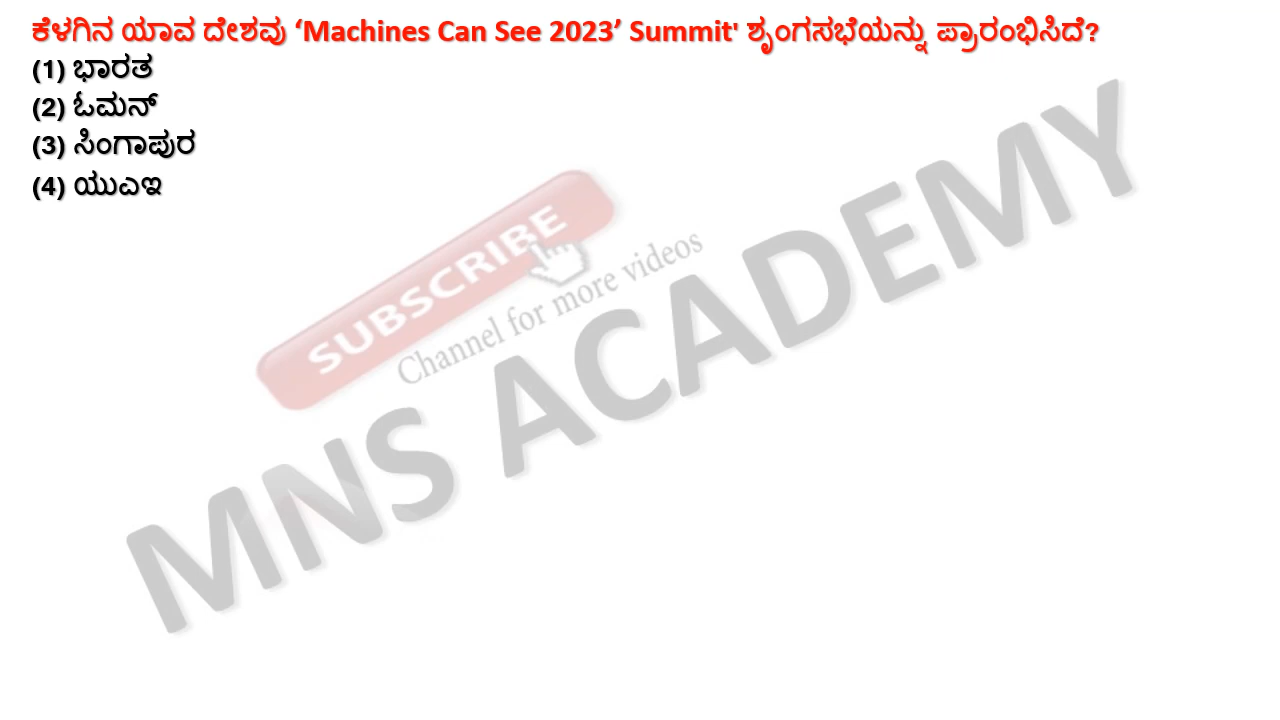 ಕೆಳಗಿನ ಯಾವ ದೇಶವು ‘Machines Can See 2023’ Summit' ಶೃಂಗಸಭೆಯನ್ನು ಪ್ರಾರಂಭಿಸಿದೆ?
(1) ಭಾರತ
(2) ಓಮನ್
(3) ಸಿಂಗಾಪುರ
(4) ಯುಎಇ
SUBSCRIBE
Channel for more videos
MNS ACADEMY